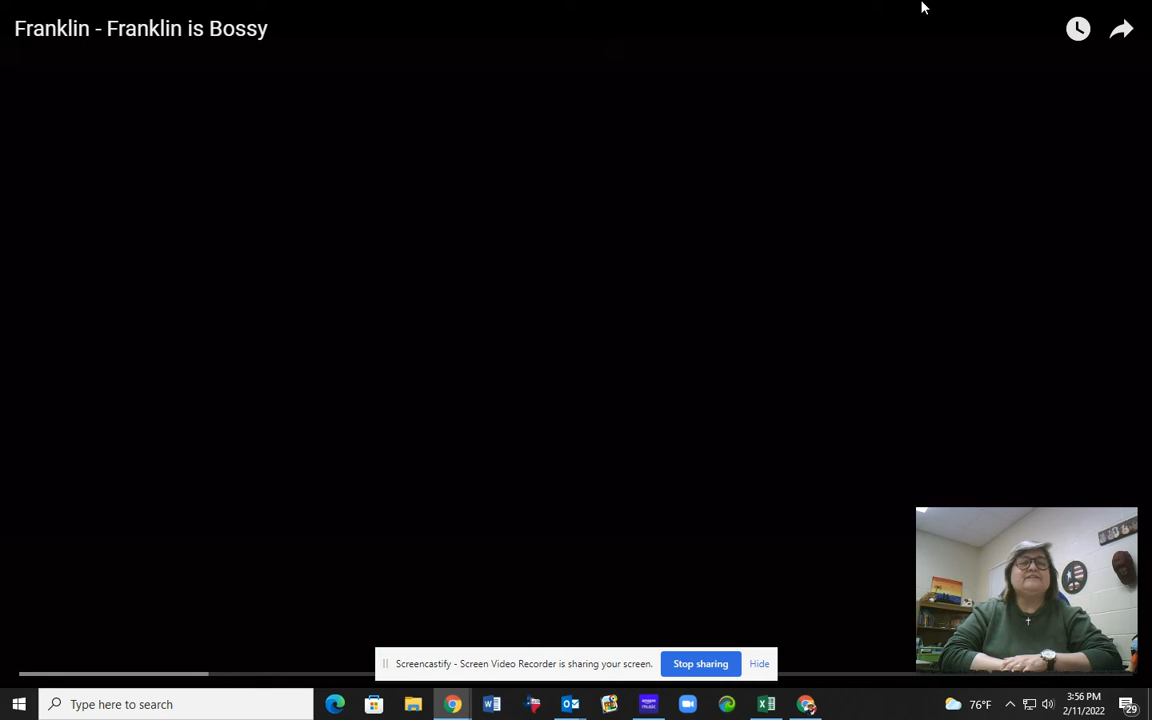 Franklin - Franklin is Bossy
Screencastify - Screen Video Recorder is sharing your screen.
Stop sharing
Hide
Type here to search
76°F
3:56 PM
2/11/2022
29